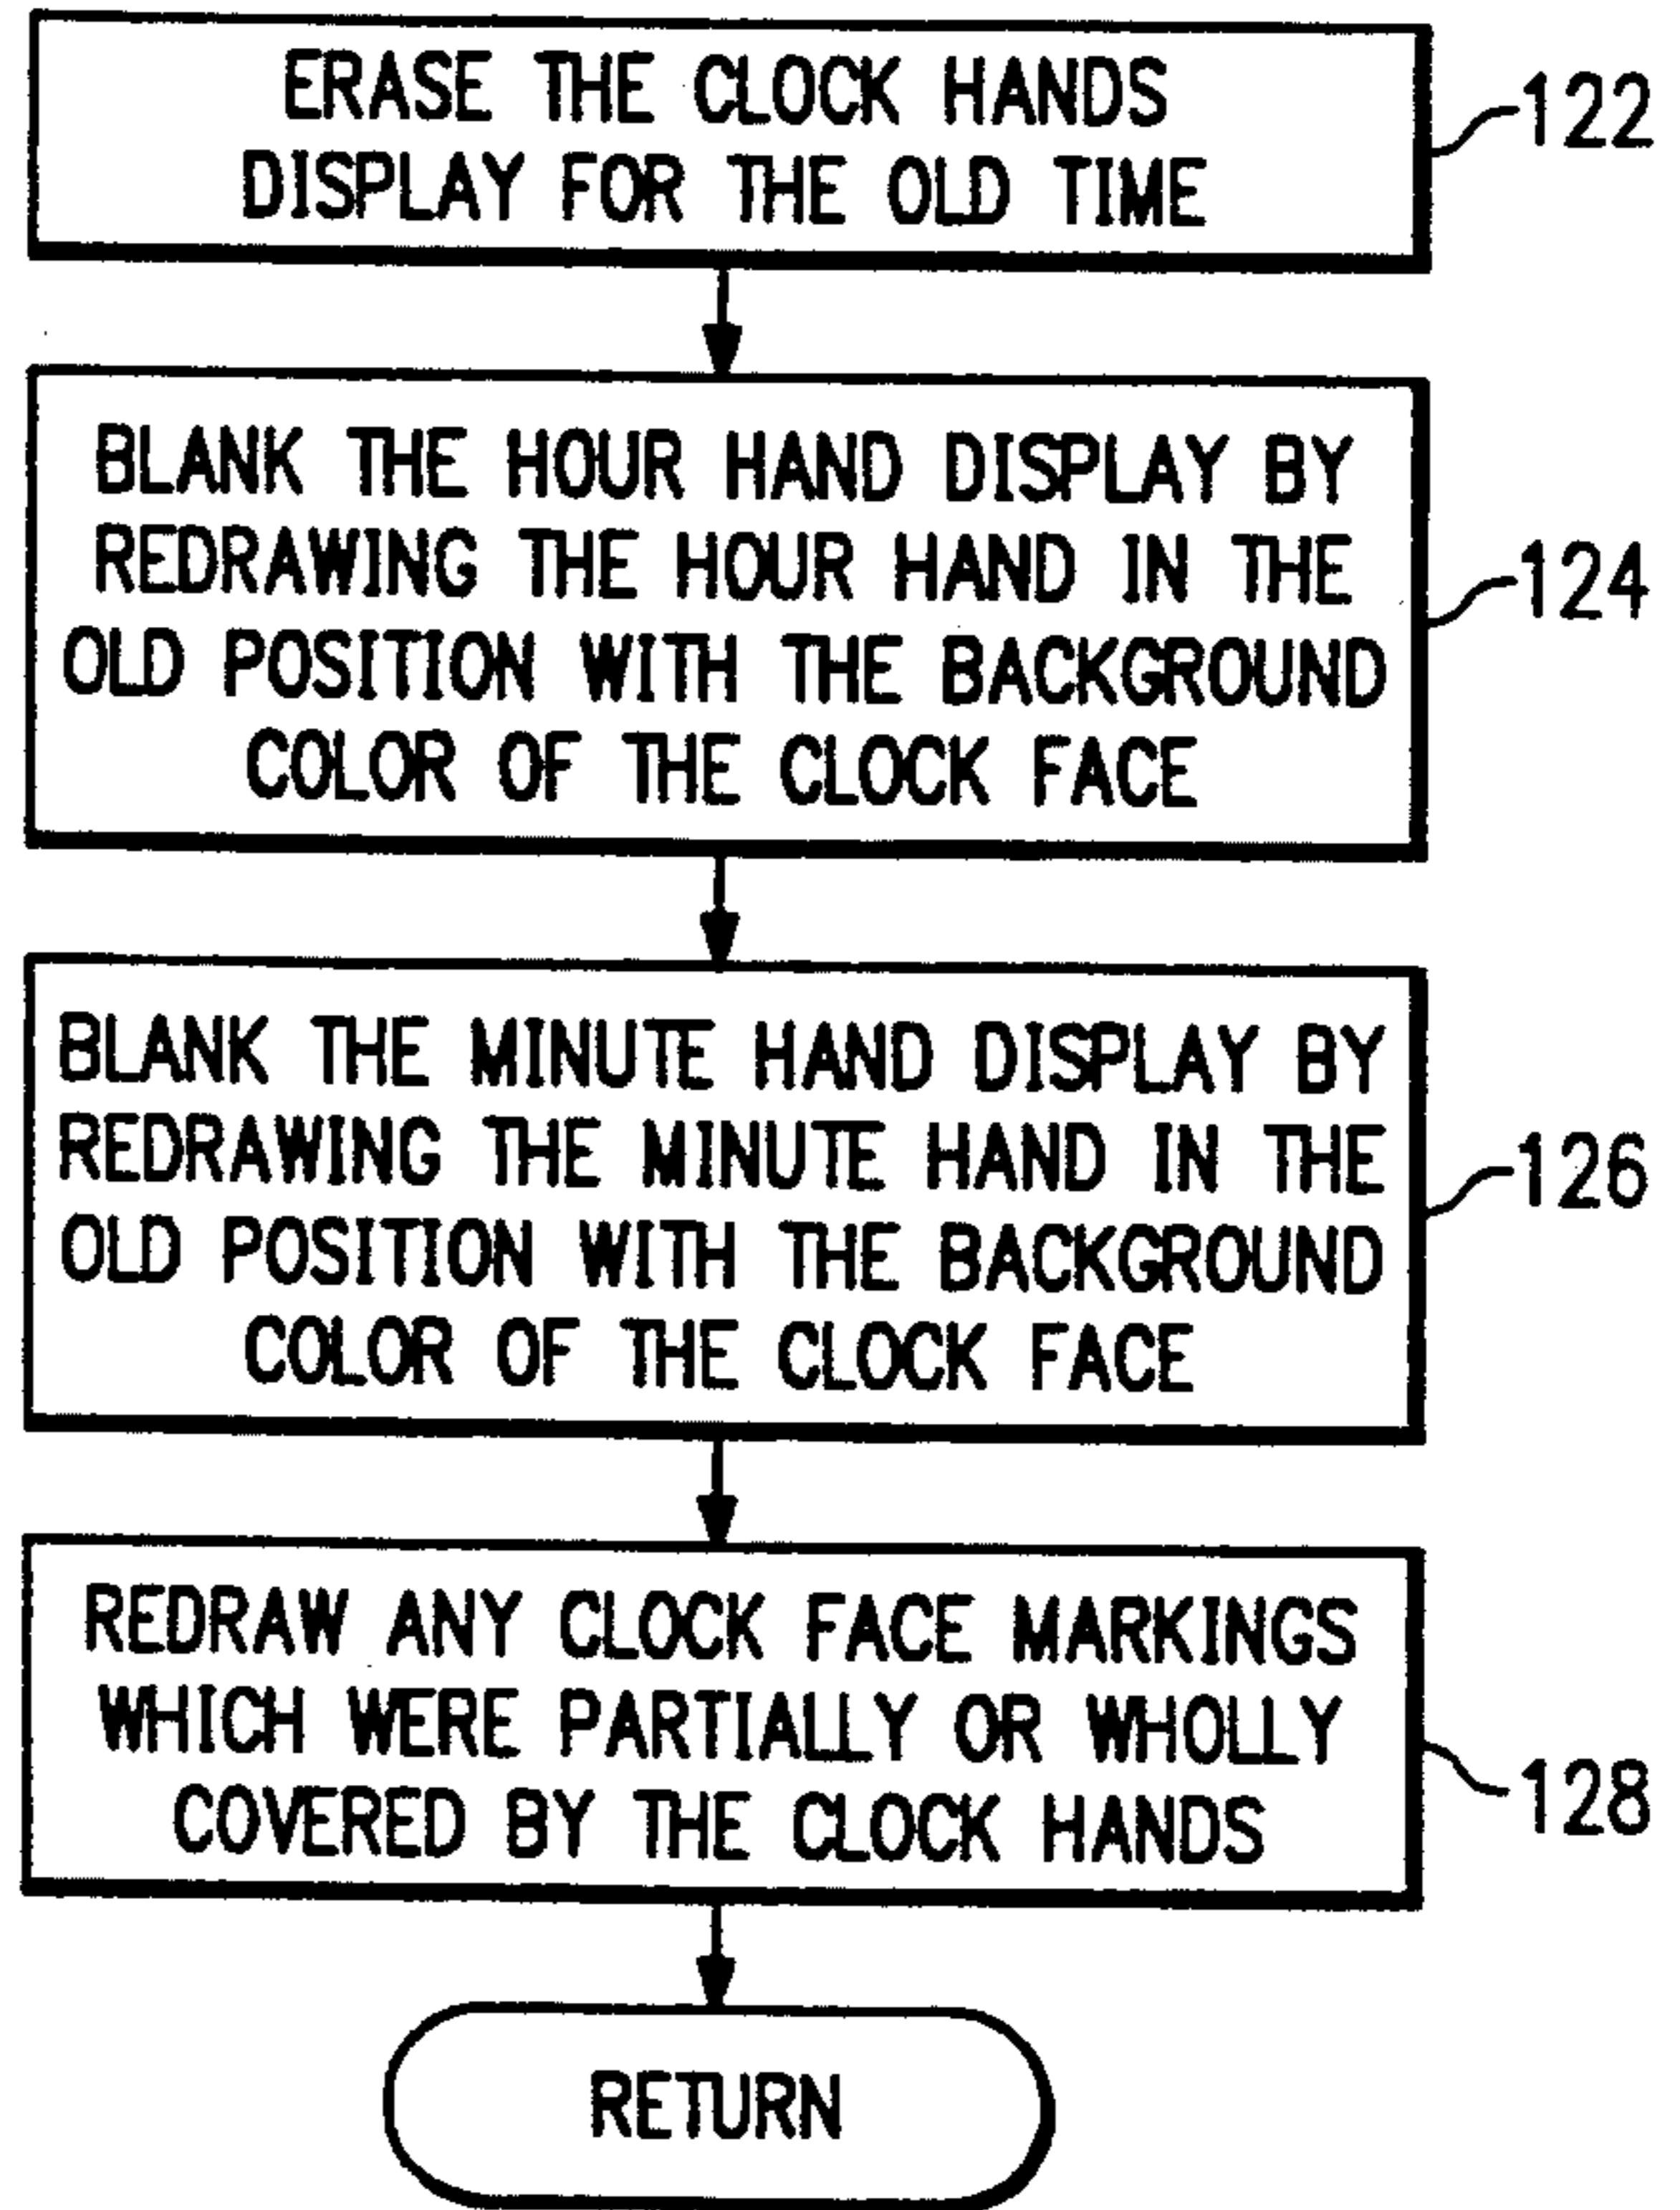 ERASE THE CLOCK HANDS
DISPLAY FOR THE OLD TIME
122
BLANK THE HOUR HAND DISPLAY BY
REDRAWING THE HOUR HAND IN THE
OLD POSITION WITH THE BACKGROUND
COLOR OF THE CLOCK FACE
124
BLANK THE MINUTE HAND DISPLAY BY
REDRAWING THE MINUTE HAND IN THE
OLD POSITION WITH THE BACKGROUND
COLOR OF THE CLOCK FACE
126
REDRAW ANY CLOCK FACE MARKINGS
WHICH WERE PARTIALLY OR WHOLLY
COVERED BY THE CLOCK HANDS
128
RETURN